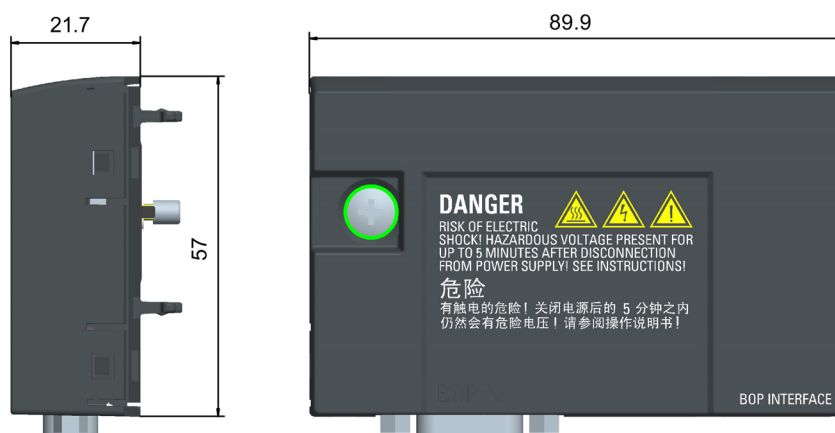 21.7
89.9
57
DANGER
RISK OF ELECTRIC
SHOCK! HAZARDOUS VOLTAGE PRESENT FOR
UP TO 5 MINUTES AFTER DISCONNECTION
FROM POWER SUPPLY! SEE INSTRUCTIONS!
危险
有触电的危险！关闭电源后的 5 分钟之内
仍然会有危险电压！请参阅操作说明书！
BOP INTERFACE